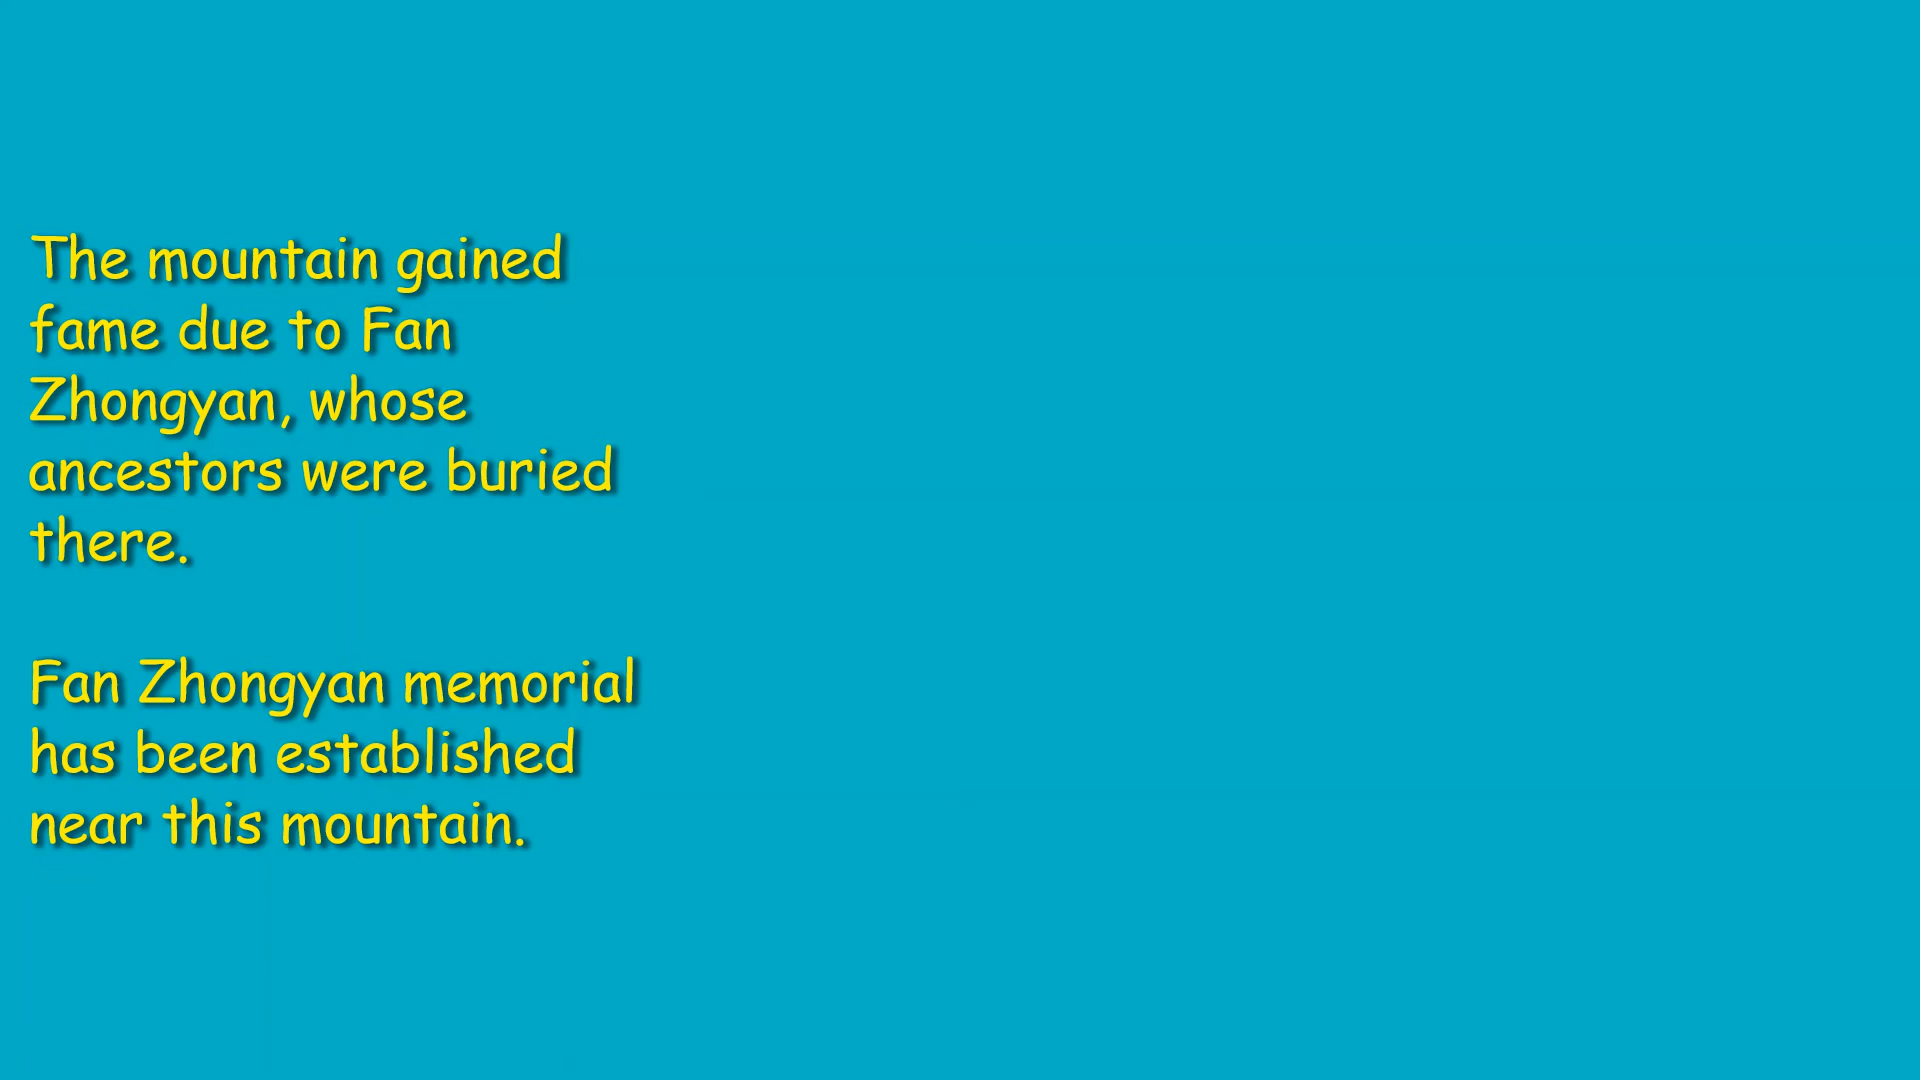 The mountain gained
fame due to Fan
Zhongyan, whose
ancestors were buried
there.
Fan Zhongyan memorial
has been established
near this mountain.